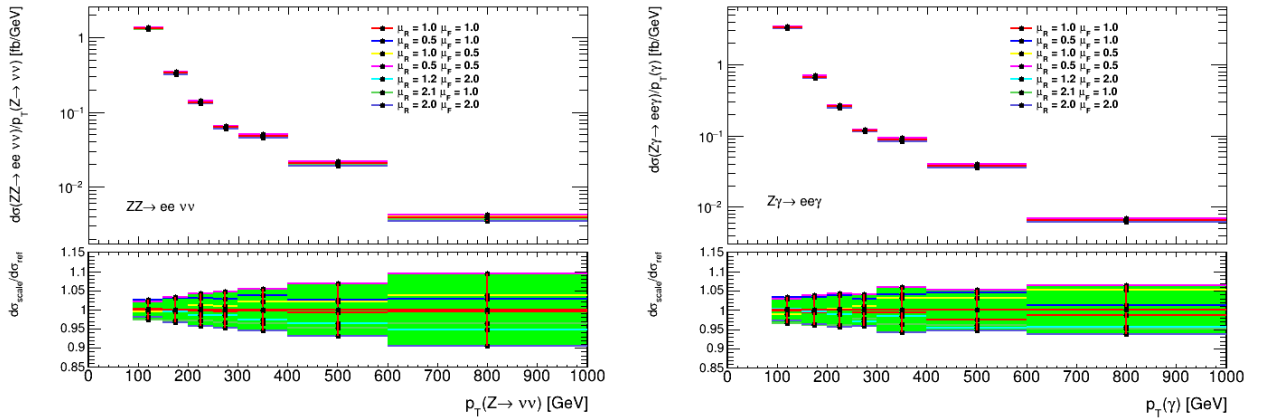 dσ(ZZ→ ee νν)/p_T(Z→ νν) [fb/GeV]
1
10⁻¹
10⁻²
μ_R = 1.0 μ_F = 1.0
μ_R = 0.5 μ_F = 1.0
μ_R = 1.0 μ_F = 0.5
μ_R = 0.5 μ_F = 0.5
μ_R = 1.2 μ_F = 2.0
μ_R = 2.1 μ_F = 1.0
μ_R = 2.0 μ_F = 2.0
ZZ→ ee νν
dσ_scale/dσ_ref
1.15
1.1
1.05
1.0
0.95
0.9
0.85
0 100 200 300 400 500 600 700 800 900 1000
p_T(Z→ νν) [GeV]
dσ(Zγ→ eeγ)/p_T(γ) [fb/GeV]
1
10⁻¹
10⁻²
μ_R = 1.0 μ_F = 1.0
μ_R = 0.5 μ_F = 1.0
μ_R = 1.0 μ_F = 0.5
μ_R = 0.5 μ_F = 0.5
μ_R = 1.2 μ_F = 2.0
μ_R = 2.1 μ_F = 1.0
μ_R = 2.0 μ_F = 2.0
Zγ→ eeγ
dσ_scale/dσ_ref
1.15
1.1
1.05
1.0
0.95
0.9
0.85
0 100 200 300 400 500 600 700 800 900 1000
p_T(γ) [GeV]